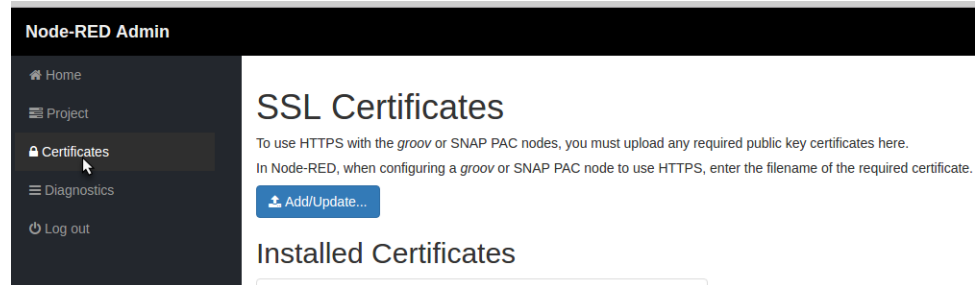 Node-RED Admin
Home
Project
Certificates
Diagnostics
Log out
SSL Certificates
To use HTTPS with the groov or SNAP PAC nodes, you must upload any required public key certificates here.
In Node-RED, when configuring a groov or SNAP PAC node to use HTTPS, enter the filename of the required certificate.
Add/Update...
Installed Certificates